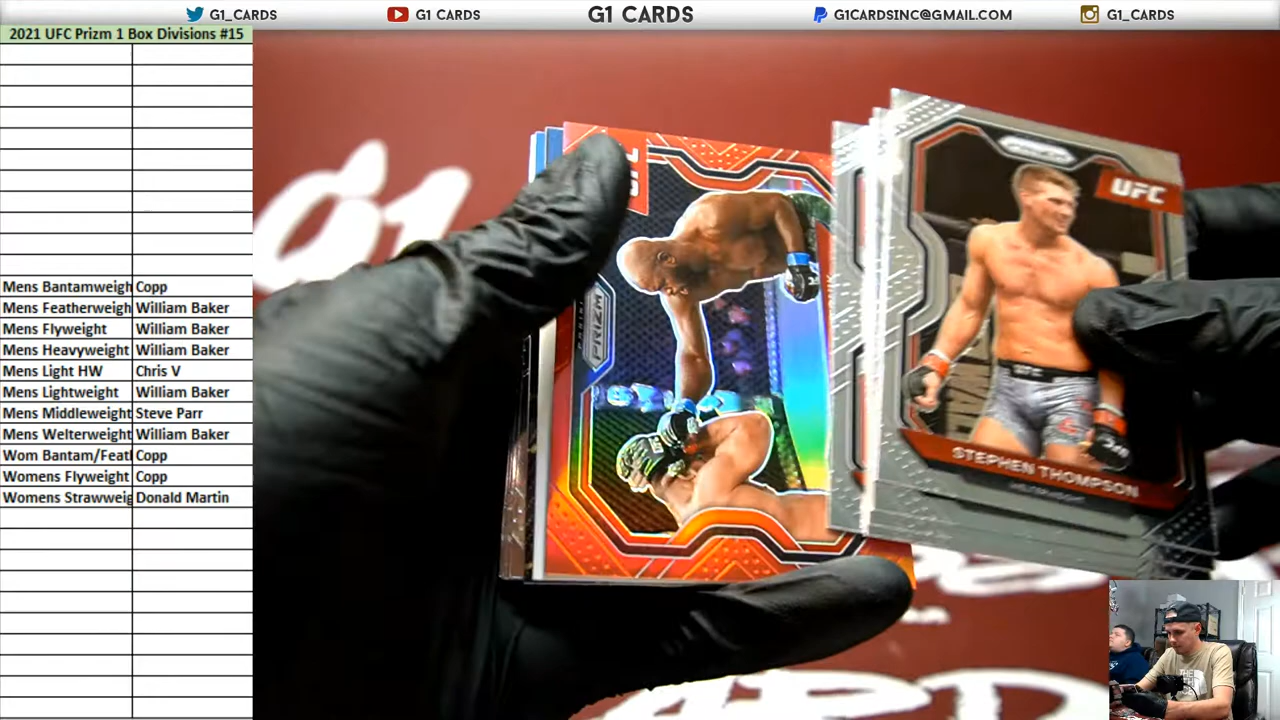 G1_CARDS
G1 CARDS
G1 CARDS
G1CARDSINC@GMAIL.COM
G1_CARDS
2021 UFC Prizm 1 Box Divisions #15
Mens Bantamweigh Copp
Mens Featherweigh William Baker
Mens Flyweight William Baker
Mens Heavyweight William Baker
Mens Light HW Chris V
Mens Lightweight William Baker
Mens Middleweight Steve Parr
Mens Welterweight William Baker
Wom Bantam/Feat Copp
Womens Flyweight Copp
Womens Strawweig Donald Martin
G1
PRIZM
UFC
PRIZM
UFC
STEPHEN THOMPSON